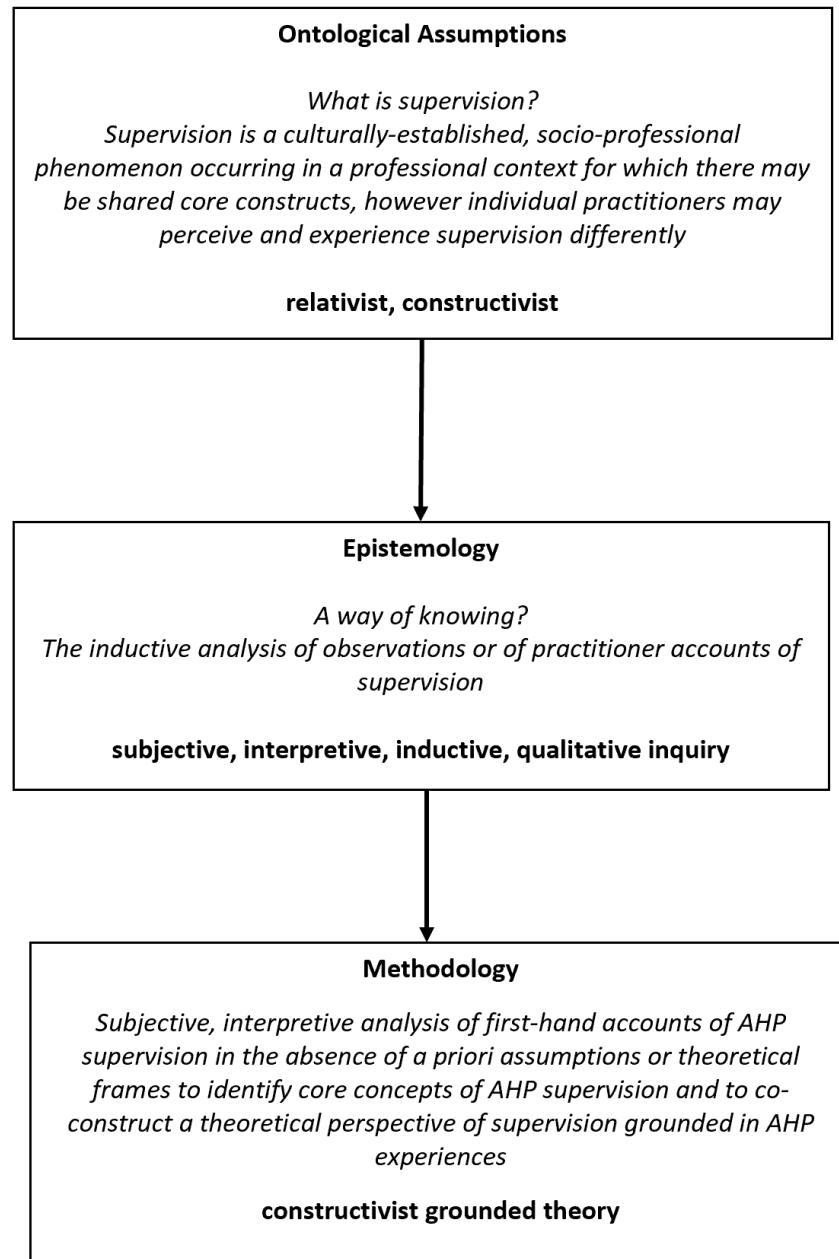 Ontological Assumptions
What is supervision?
Supervision is a culturally-established, socio-professional
phenomenon occurring in a professional context for which there may
be shared core constructs, however individual practitioners may
perceive and experience supervision differently
relativist, constructivist
Epistemology
A way of knowing?
The inductive analysis of observations or of practitioner accounts of
supervision
subjective, interpretive, inductive, qualitative inquiry
Methodology
Subjective, interpretive analysis of first-hand accounts of AHP
supervision in the absence of a priori assumptions or theoretical
frames to identify core concepts of AHP supervision and to co-
construct a theoretical perspective of supervision grounded in AHP
experiences
constructivist grounded theory